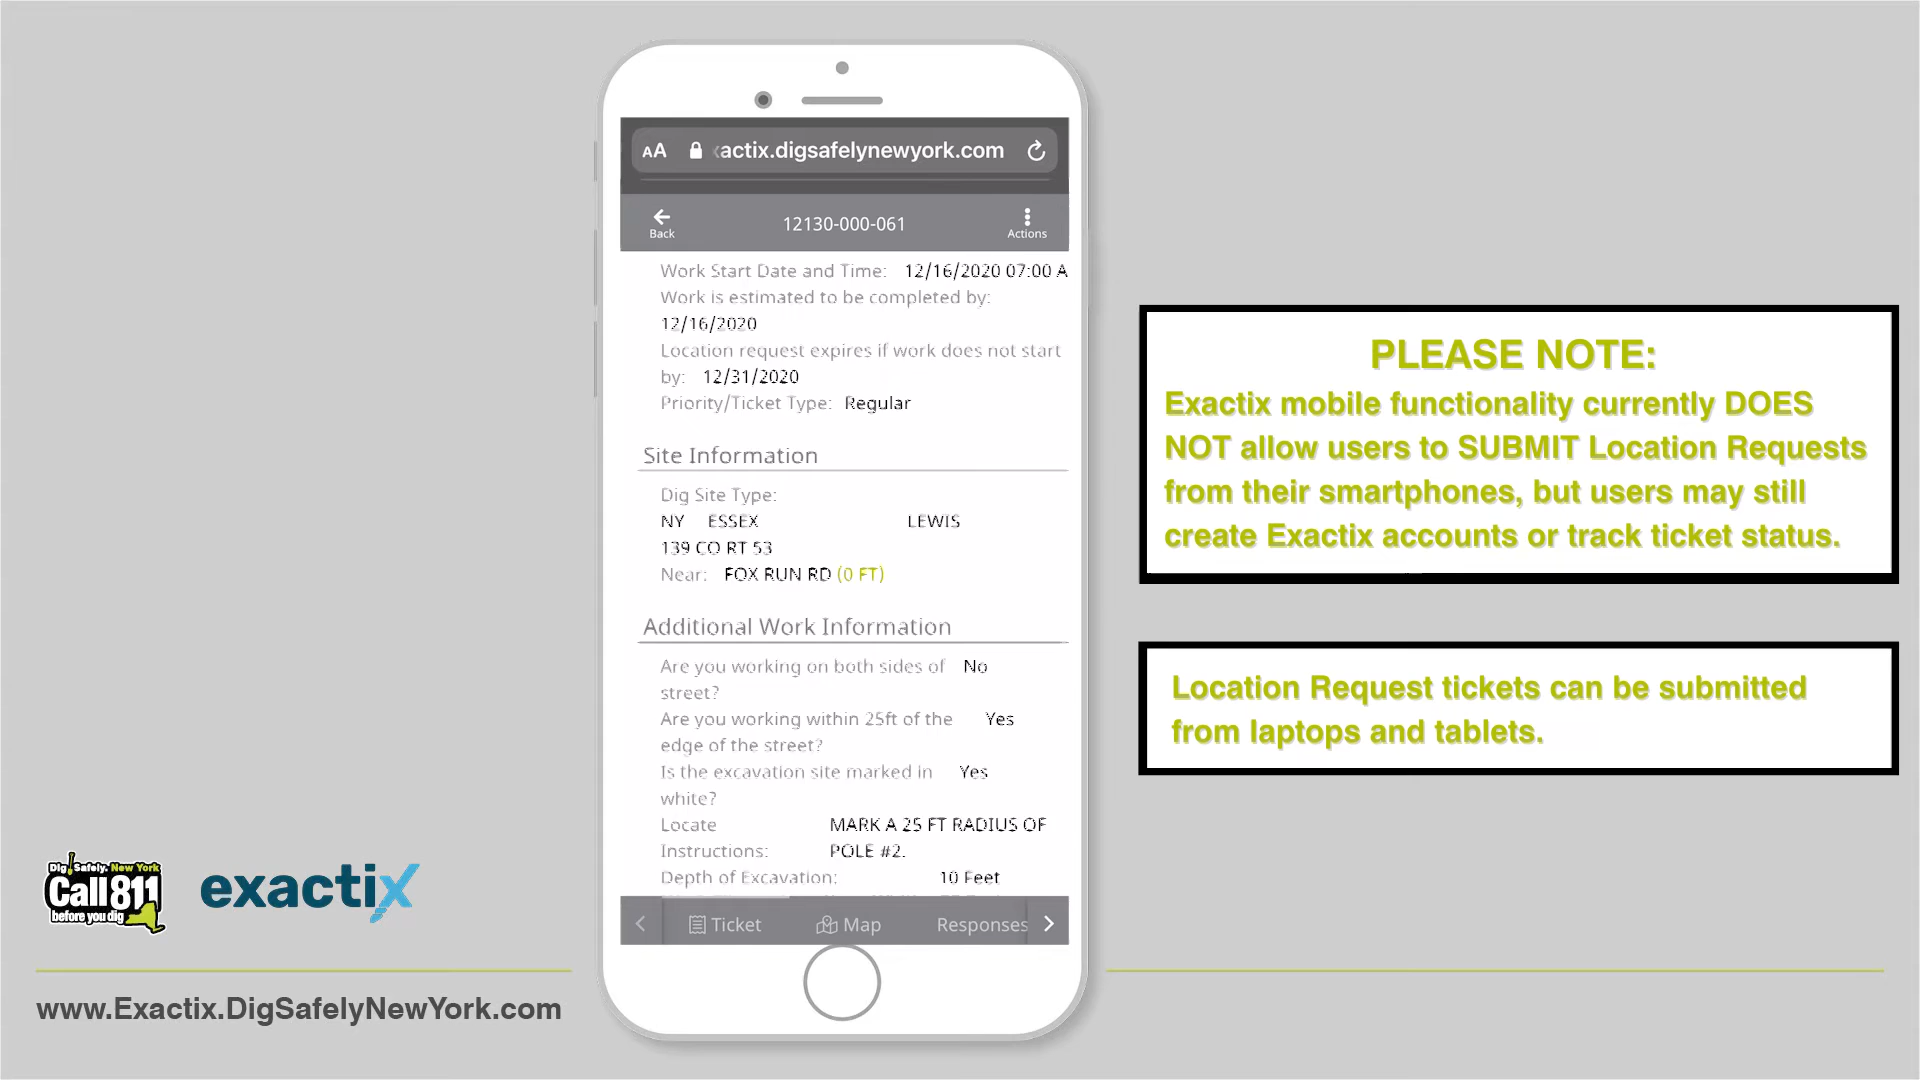 AA
actix.digsafelynewyork.com
Back
12130-000-061
Actions
Work Start Date and Time: 12/16/2020 07:00 A
Work is estimated to be completed by:
12/16/2020
Location request expires if work does not start
by: 12/31/2020
Priority/Ticket Type: Regular
Site Information
Dig Site Type:
NY ESSEX LEWIS
139 CO RT 53
Near: FOX RUN RD (0 FT)
Additional Work Information
Are you working on both sides of No
street?
Are you working within 25ft of the Yes
edge of the street?
Is the excavation site marked in Yes
white?
Locate MARK A 25 FT RADIUS OF
Instructions: POLE #2.
Depth of Excavation: 10 Feet
Ticket Map Responses
PLEASE NOTE:
Exactix mobile functionality currently DOES
NOT allow users to SUBMIT Location Requests
from their smartphones, but users may still
create Exactix accounts or track ticket status.
Location Request tickets can be submitted
from laptops and tablets.
Dig Safely. New York
Call811
before you dig
exactix
www.Exactix.DigSafelyNewYork.com